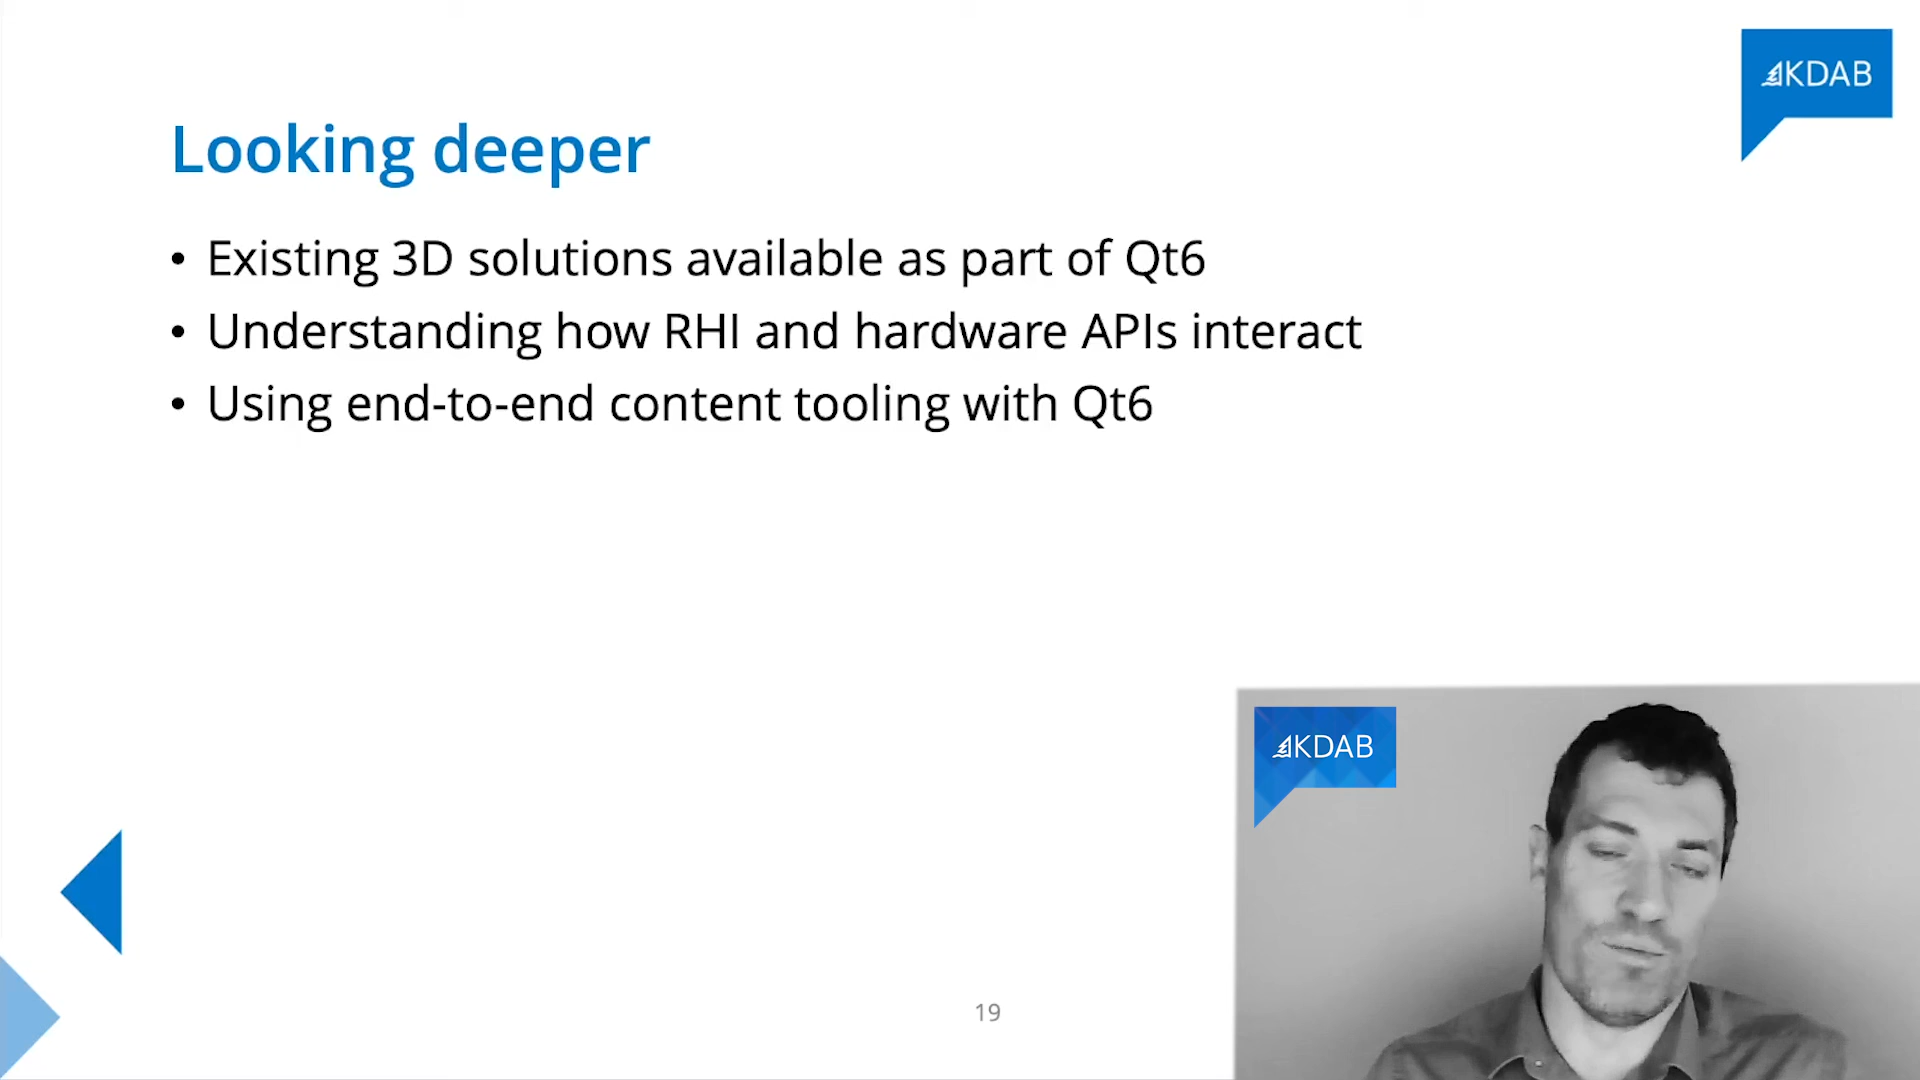 KDAB
Looking deeper
• Existing 3D solutions available as part of Qt6
• Understanding how RHI and hardware APIs interact
• Using end-to-end content tooling with Qt6
KDAB
19